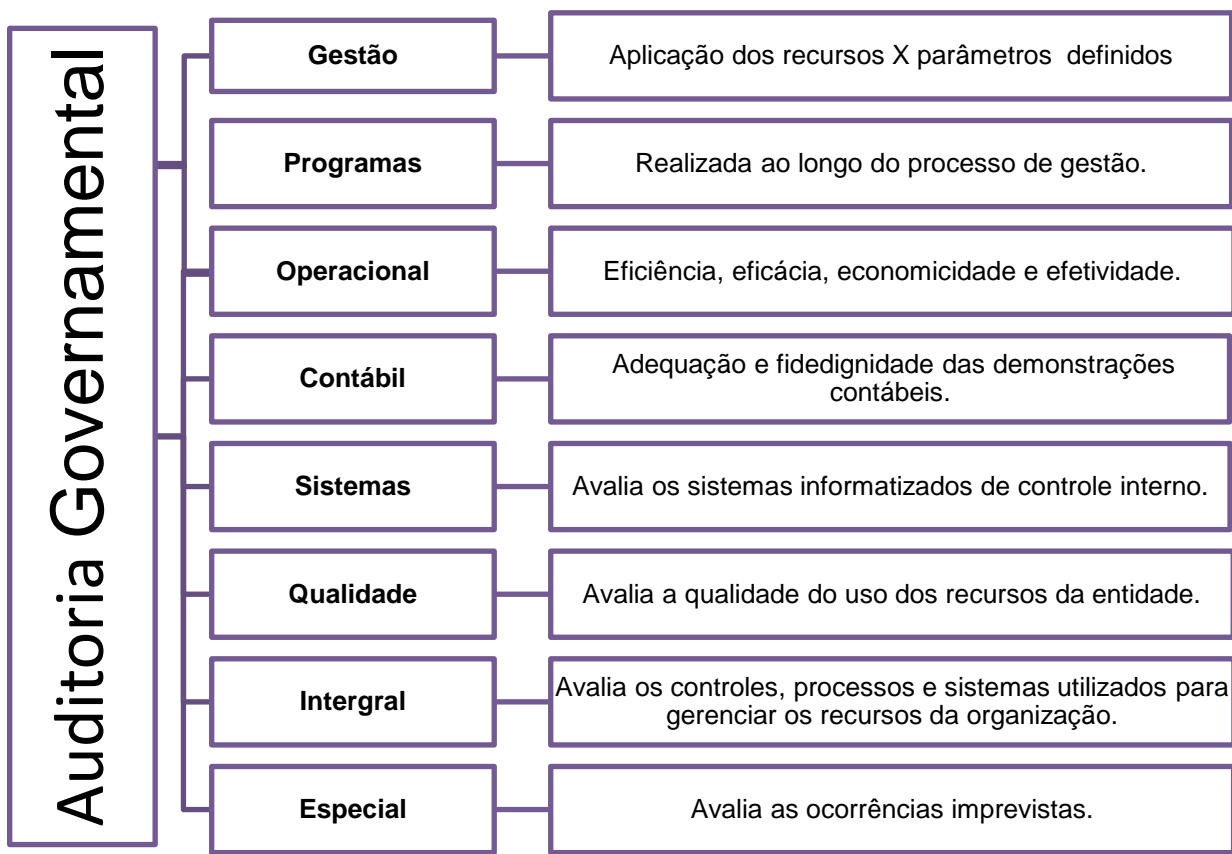 Auditoria Governamental
Gestão
Aplicação dos recursos X parâmetros definidos
Programas
Realizada ao longo do processo de gestão.
Operacional
Eficiência, eficácia, economicidade e efetividade.
Contábil
Adequação e fidedignidade das demonstrações
contábeis.
Sistemas
Avalia os sistemas informatizados de controle interno.
Qualidade
Avalia a qualidade do uso dos recursos da entidade.
Intergral
Avalia os controles, processos e sistemas utilizados para
gerenciar os recursos da organização.
Especial
Avalia as ocorrências imprevistas.